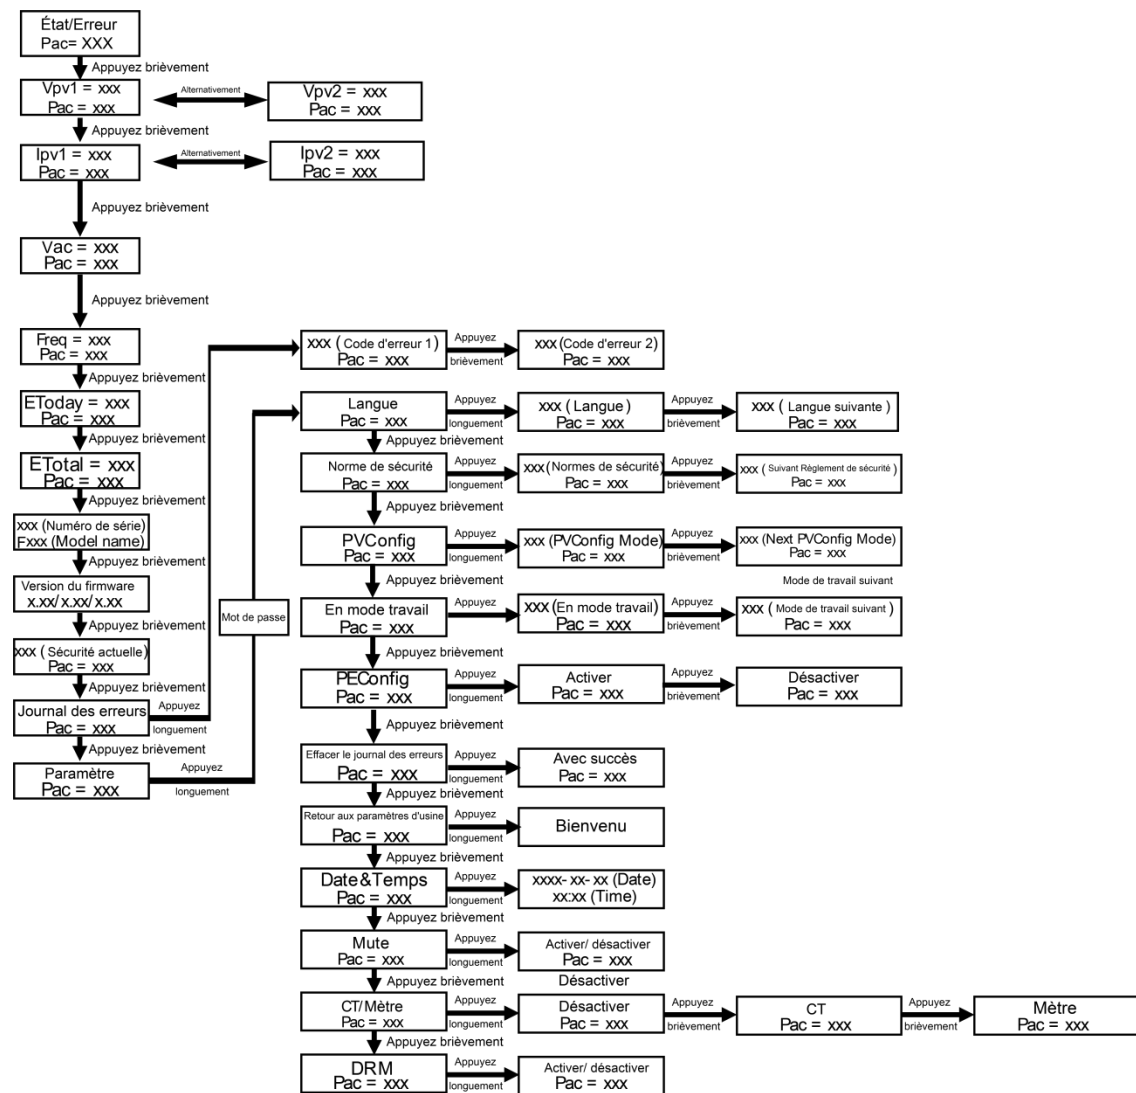 État/Erreur
Pac= XXX
Appuyez brièvement
Vpv1 = xxx
Pac = xxx
Alternativement
Vpv2 = xxx
Pac = xxx
Appuyez brièvement
Ipv1 = xxx
Pac = xxx
Alternativement
Ipv2 = xxx
Pac = xxx
Appuyez brièvement
Vac = xxx
Pac = xxx
Appuyez brièvement
Freq = xxx
Pac = xxx
Appuyez brièvement
EToday = xxx
Pac = xxx
Appuyez brièvement
ETotal = xxx
Pac = xxx
Appuyez brièvement
xxx (Numéro de série)
Fxxx (Model name)
Appuyez brièvement
Version du firmware
x.xx/ x.xx/ x.xx
Appuyez brièvement
xxx ( Sécurité actuelle)
Pac = xxx
Appuyez brièvement
Journal des erreurs
Pac = xxx
Appuyez
longuement
Appuyez brièvement
Paramètre
Pac = xxx
Appuyez
longuement
Mot de passe
xxx ( Code d'erreur 1)
Pac = xxx
Appuyez
brièvement
xxx (Code d'erreur 2)
Pac = xxx
Langue
Pac = xxx
Appuyez
longuement
xxx ( Langue )
Pac = xxx
Appuyez
brièvement
xxx ( Langue suivante )
Pac = xxx
Appuyez brièvement
Norme de sécurité
Pac = xxx
Appuyez
longuement
xxx (Normes de sécurité)
Pac = xxx
Appuyez
brièvement
xxx ( Suivant Règlement de sécurité )
Pac = xxx
Appuyez brièvement
PVConfig
Pac = xxx
Appuyez
longuement
xxx (PVConfig Mode)
Pac = xxx
Appuyez
brièvement
xxx (Next PVConfig Mode)
Pac = xxx
Mode de travail suivant
Appuyez brièvement
En mode travail
Pac = xxx
Appuyez
longuement
xxx (En mode travail)
Pac = xxx
Appuyez
brièvement
xxx ( Mode de travail suivant )
Pac = xxx
Appuyez brièvement
PEConfig
Pac = xxx
Appuyez
longuement
Activer
Pac = xxx
Appuyez
brièvement
Désactiver
Pac = xxx
Appuyez brièvement
Effacer le journal des erreurs
Pac = xxx
Appuyez
longuement
Avec succès
Pac = xxx
Appuyez brièvement
Retour aux paramètres d'usine
Pac = xxx
Appuyez
longuement
Bienvenu
Appuyez brièvement
Date&Temps
Pac = xxx
Appuyez
longuement
xxxx- xx- xx (Date)
xx:xx (Time)
Appuyez brièvement
Mute
Pac = xxx
Appuyez
longuement
Activer/ désactiver
Pac = xxx
Appuyez brièvement
Désactiver
CT/Mètre
Pac = xxx
Appuyez
longuement
Désactiver
Pac = xxx
Appuyez
brièvement
CT
Pac = xxx
Appuyez
brièvement
Mètre
Pac = xxx
Appuyez brièvement
DRM
Pac = xxx
Appuyez
longuement
Activer/ désactiver
Pac = xxx